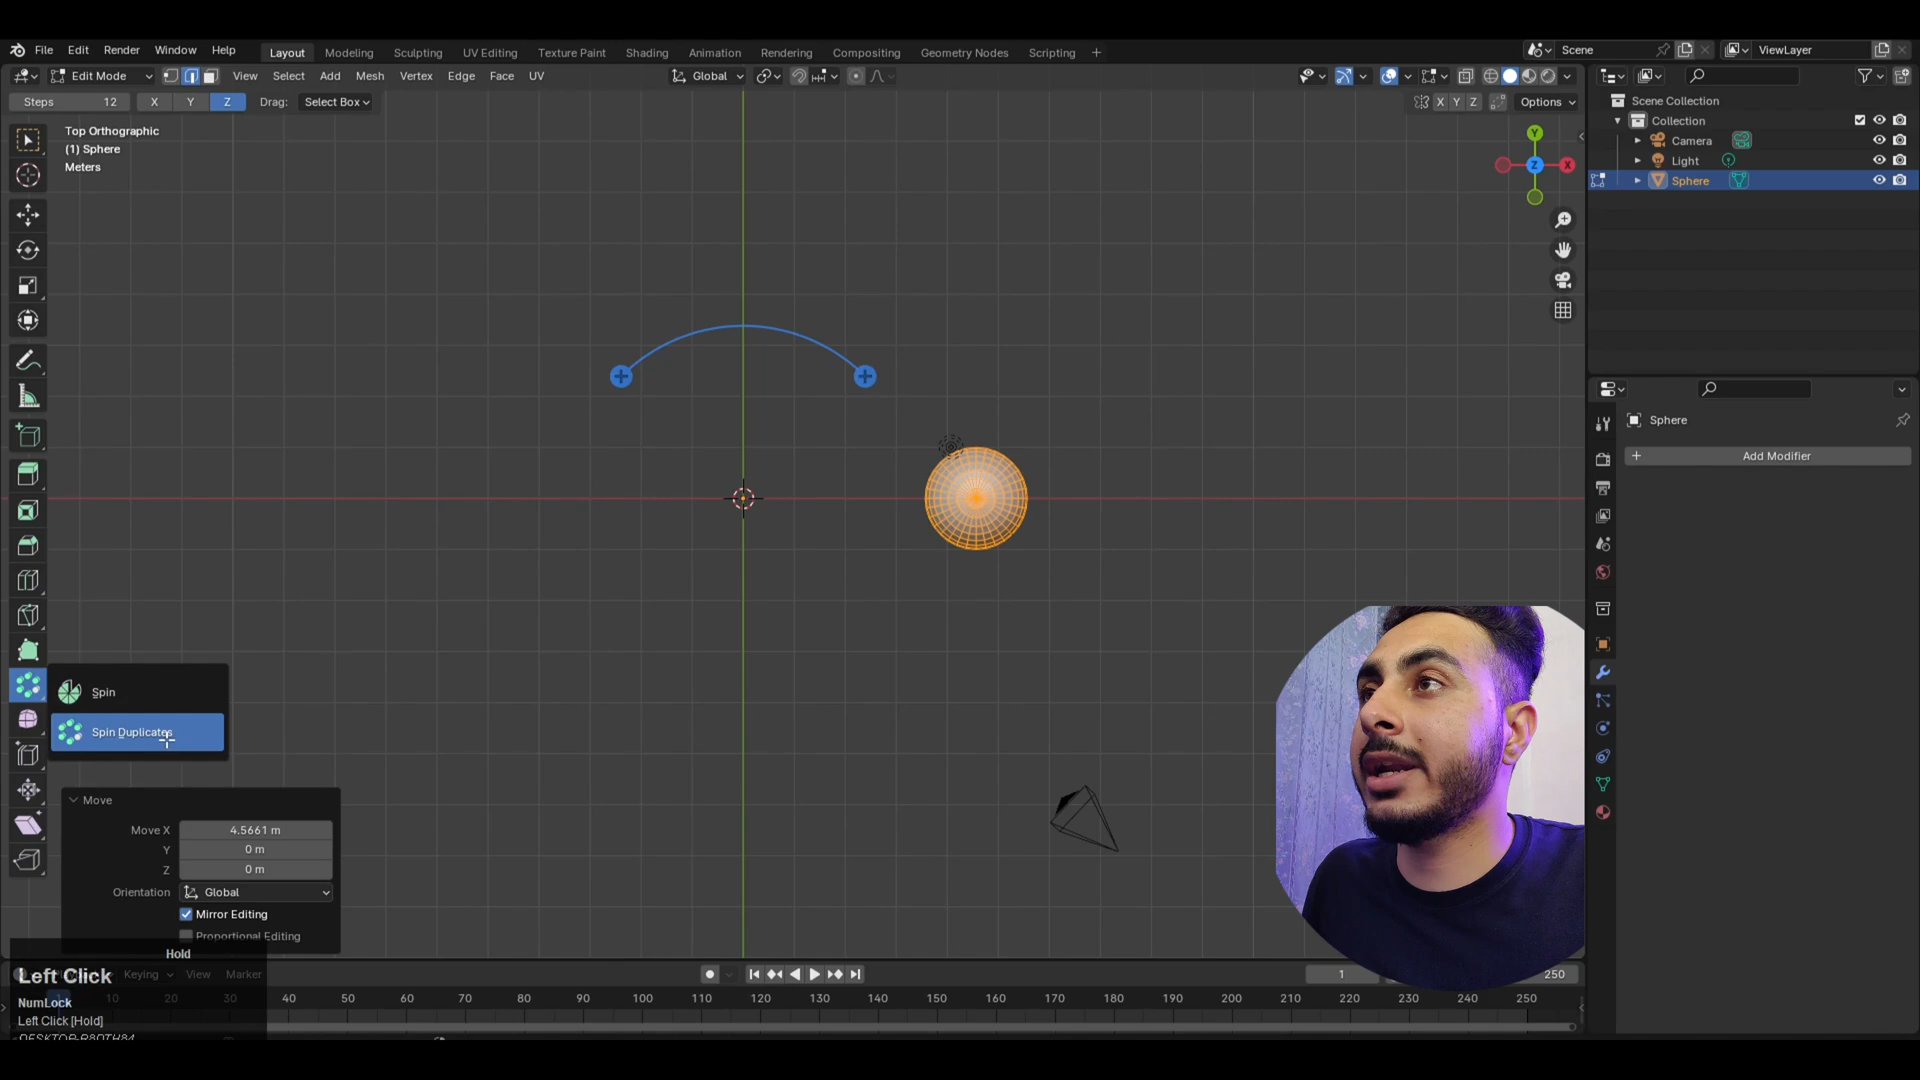 File Edit Render Window Help Layout Modeling Sculpting UV Editing Texture Paint Shading Animation Rendering Compositing Geometry Nodes Scripting + Scene ViewLayer
Edit Mode View Select Add Mesh Vertex Edge Face UV Global
Steps 12 X Y Z Drag: Select Box X Y Z Options
Scene Collection
Collection
Camera
Light
Sphere
Top Orthographic
(1) Sphere
Meters
Y
Z X
Sphere
+ Add Modifier
Spin
Spin Duplicates
Move
Move X 4.5661 m
Y 0 m
Z 0 m
Orientation Global
Mirror Editing
Proportional Editing
Hold
Left Click
Keying View Marker
1 250
NumLock
10 20 30 40 50 60 70 80 90 100 110 120 130 140 150 160 170 180 190 200 210 220 230 240 250
Left Click [Hold]